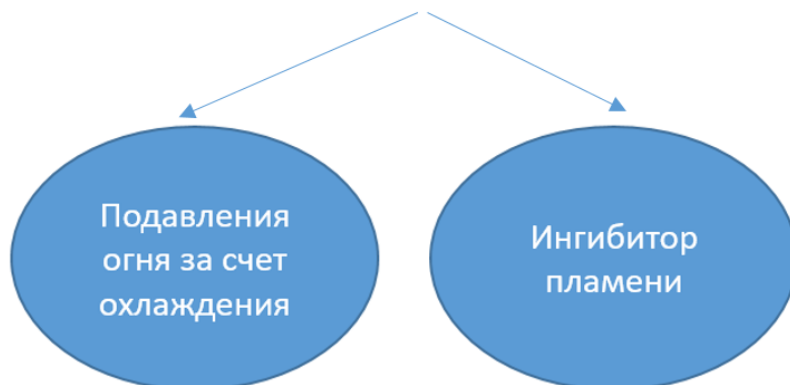 Подавления
огня за счет
охлаждения
Ингибитор
пламени